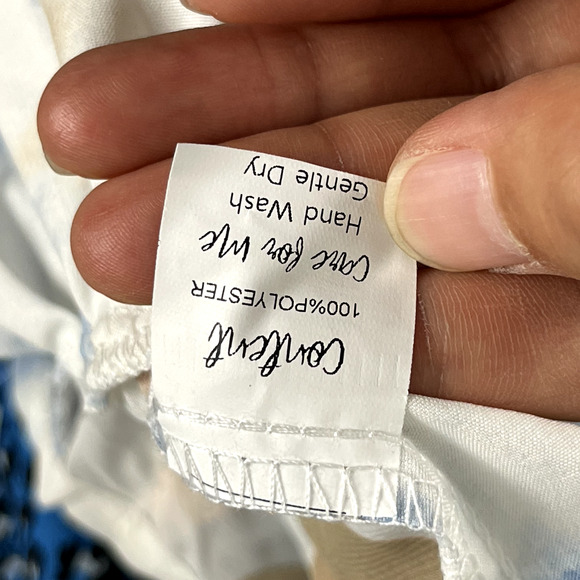 Content
100%POLYESTER
Care for Me
Hand Wash
Gentle Dry